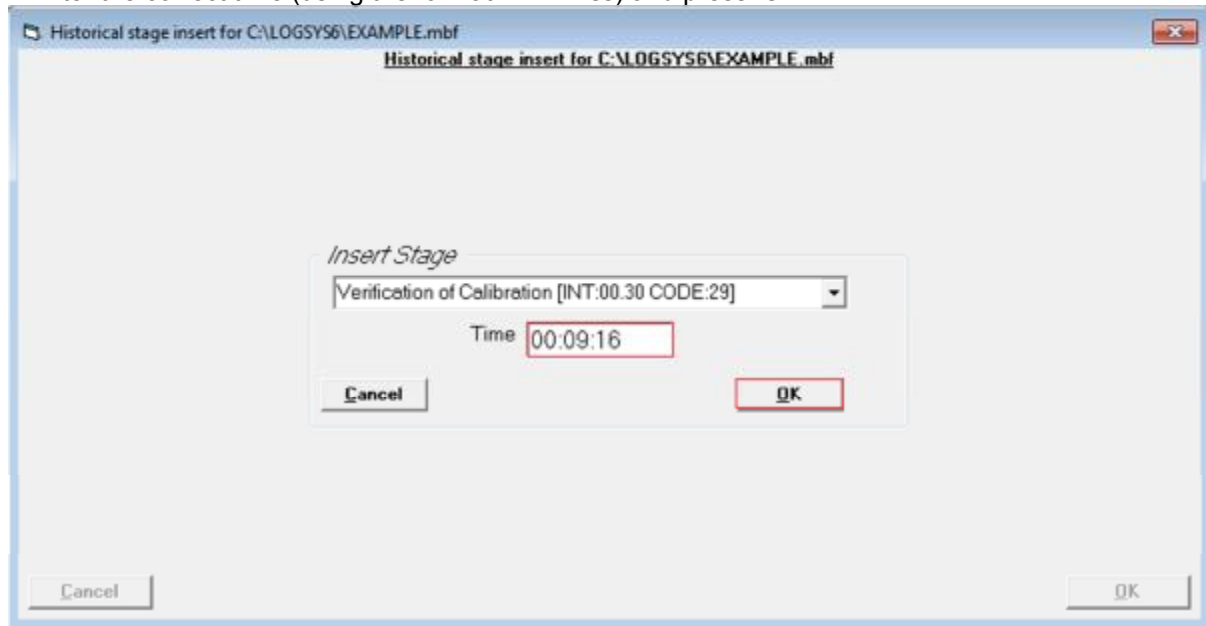 Historical stage insert for C:\LOGSYS6\EXAMPLE.mbf
Historical stage insert for C:\LOGSYS6\EXAMPLE.mbf
Insert Stage
Verification of Calibration [INT:00.30 CODE:29]
Time 00:09:16
Cancel OK
Cancel OK